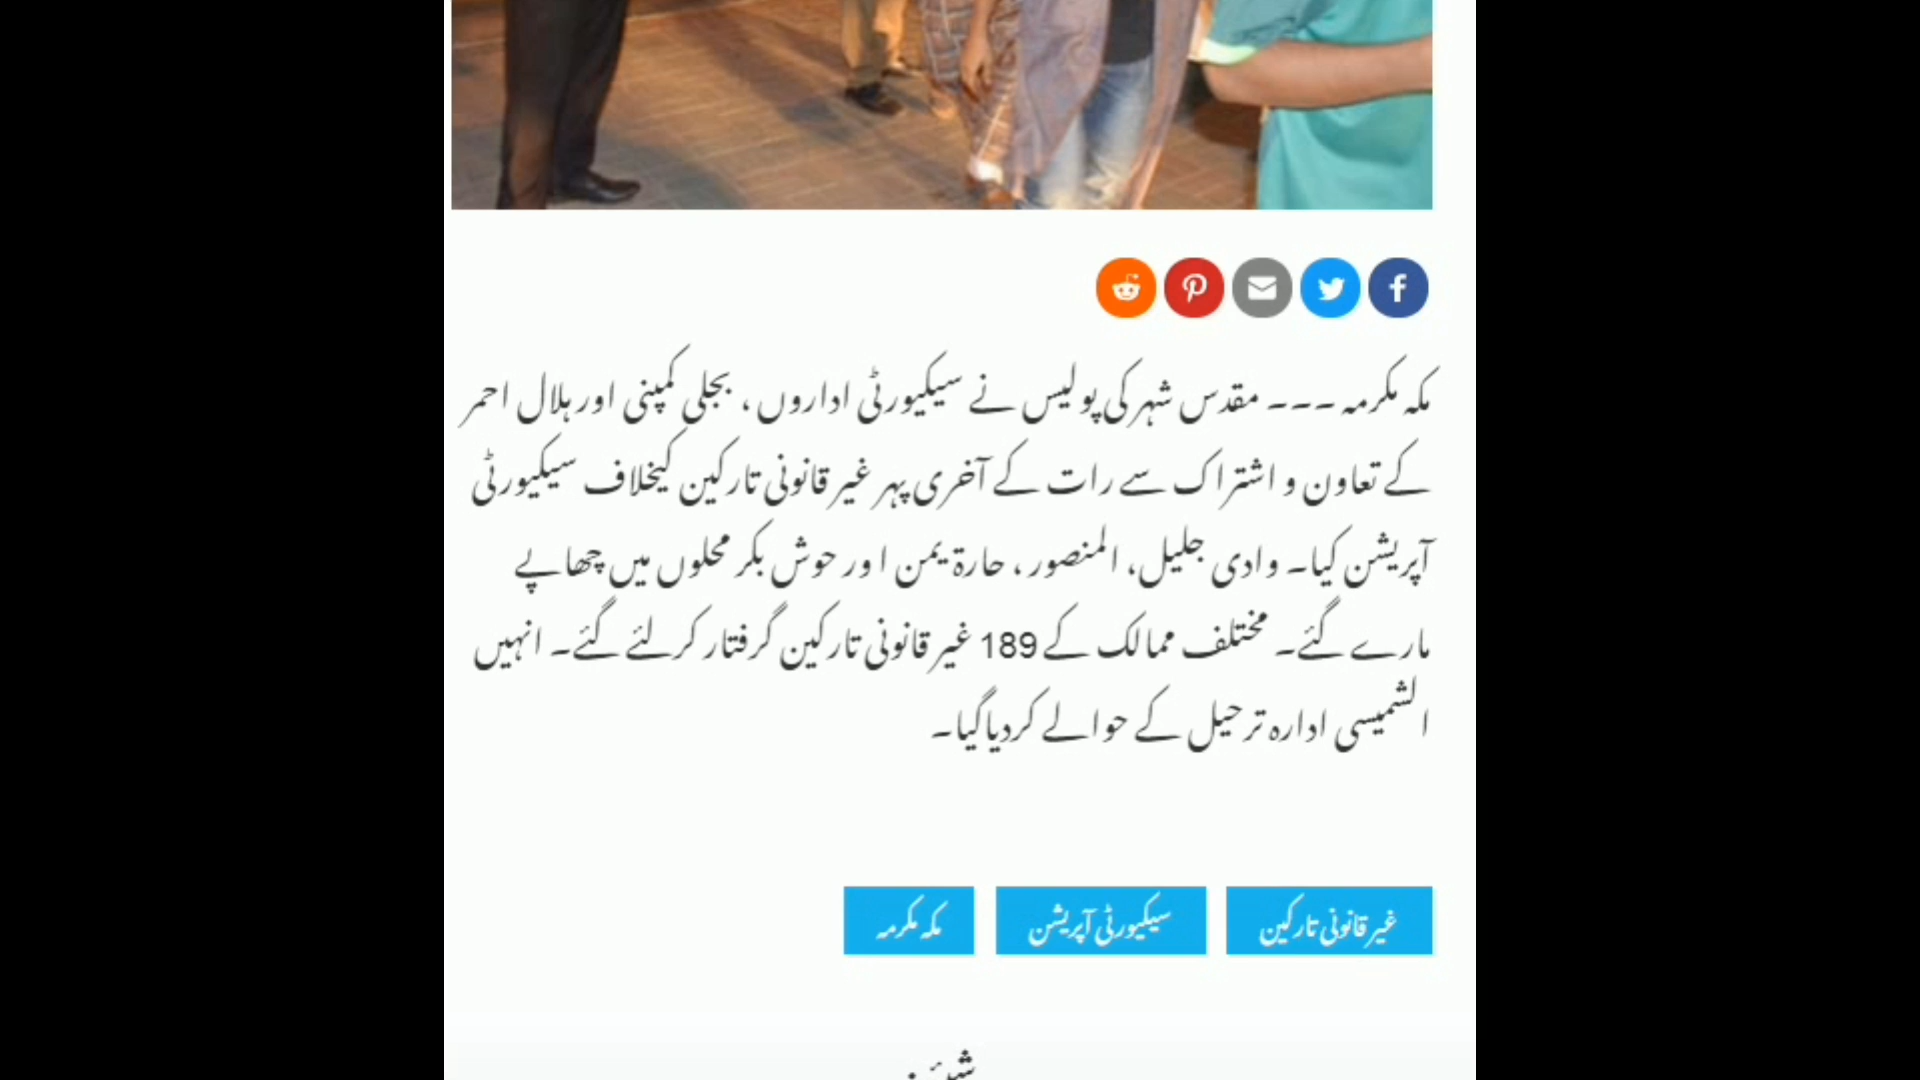 مکہ مکرمہ ۔۔۔ مقدس شہر کی پولیس نے سیکیورٹی اداروں ، بجلی کمپنی اور ہلال احمر
کے تعاون و اشتراک سے رات کے آخری پہر غیر قانونی تارکین کیخلاف سیکیورٹی
آپریشن کیا۔ وادی جلیل، المنصور ، حارۃ یمن ا ور حوش بکر محلوں میں چھاپے
مارے گئے۔ مختلف ممالک کے 189 غیر قانونی تارکین گرفتار کرلئے گئے۔ انہیں
الشمیسی ادارہ ترحیل کے حوالے کردیاگیا۔
غیر قانونی تارکین سیکیورٹی آپریشن مکہ مکرمہ